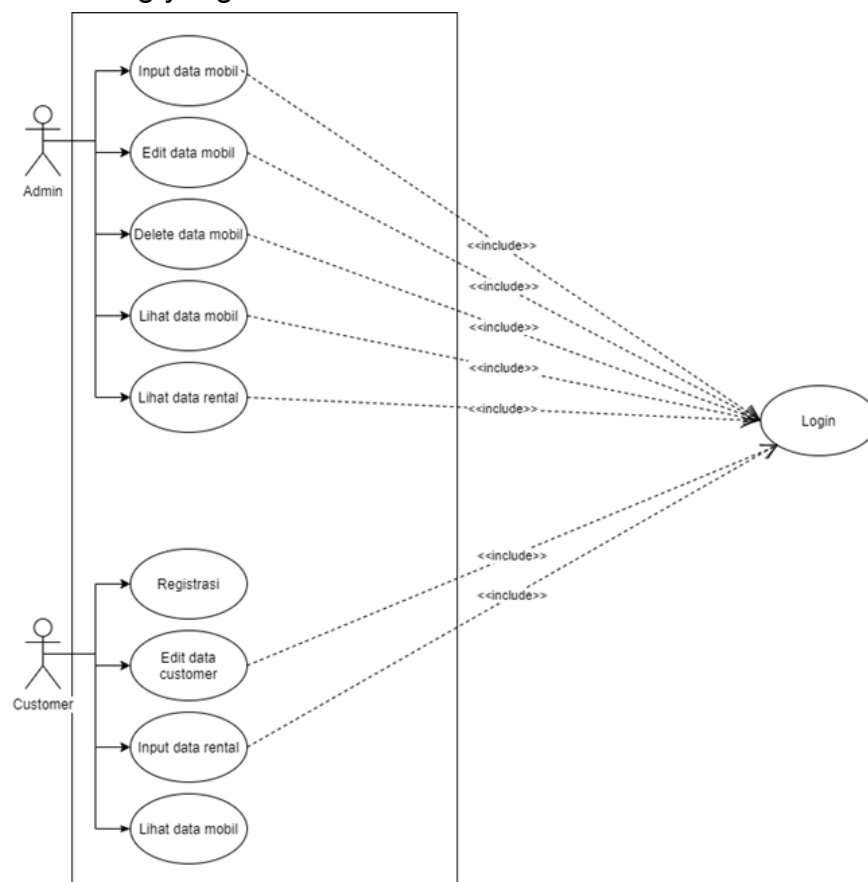 Input data mobil
Edit data mobil
Admin
Delete data mobil
<<include>>
<<include>>
Lihat data mobil
<<include>>
<<include>>
Lihat data rental
<<include>>
Login
<<include>>
Registrasi
<<include>>
Edit data
customer
Customer
Input data rental
Lihat data mobil